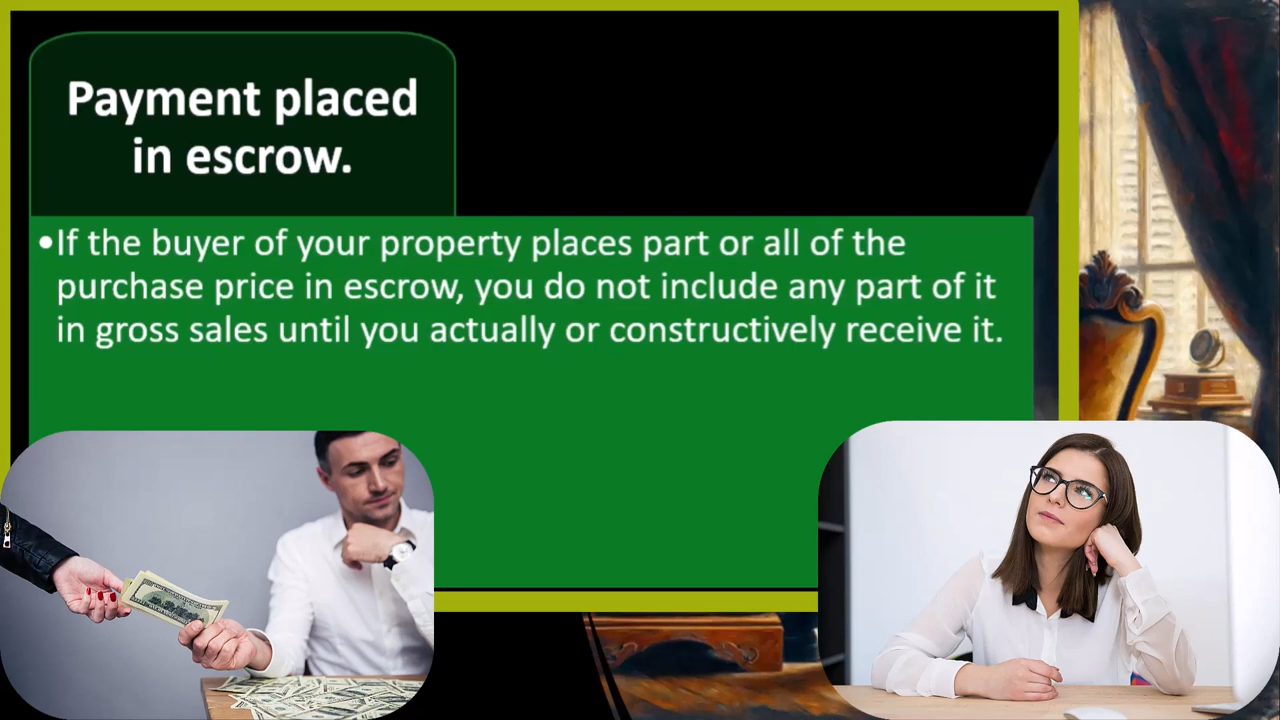 Payment placed
in escrow.
•If the buyer of your property places part or all of the
purchase price in escrow, you do not include any part of it
in gross sales until you actually or constructively receive it.